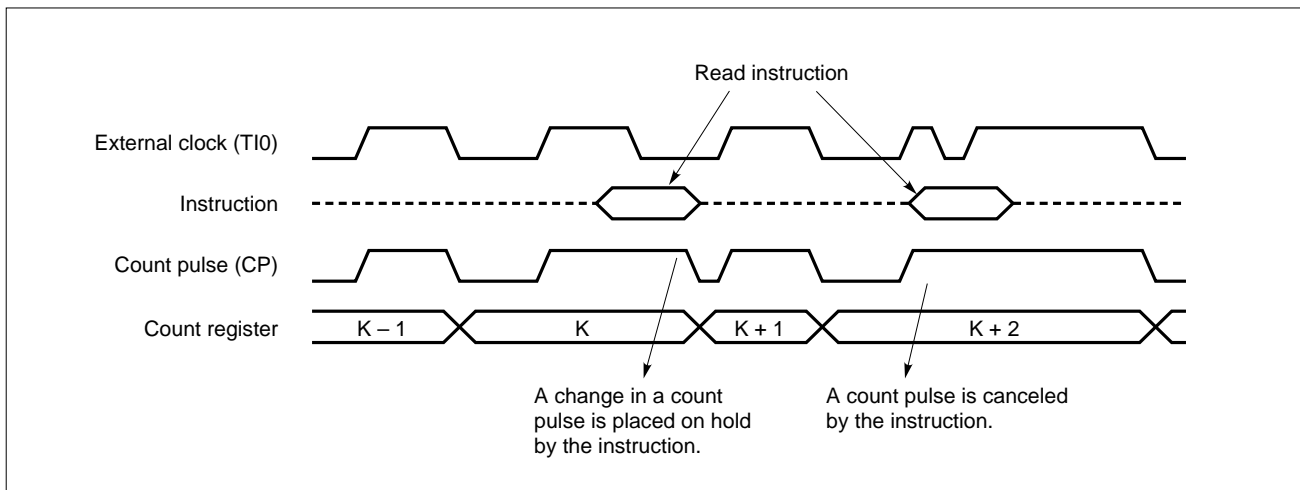 Read instruction
External clock (TI0)
Instruction
Count pulse (CP)
Count register
K – 1
K
K + 1
K + 2
A change in a count
pulse is placed on hold
by the instruction.
A count pulse is canceled
by the instruction.